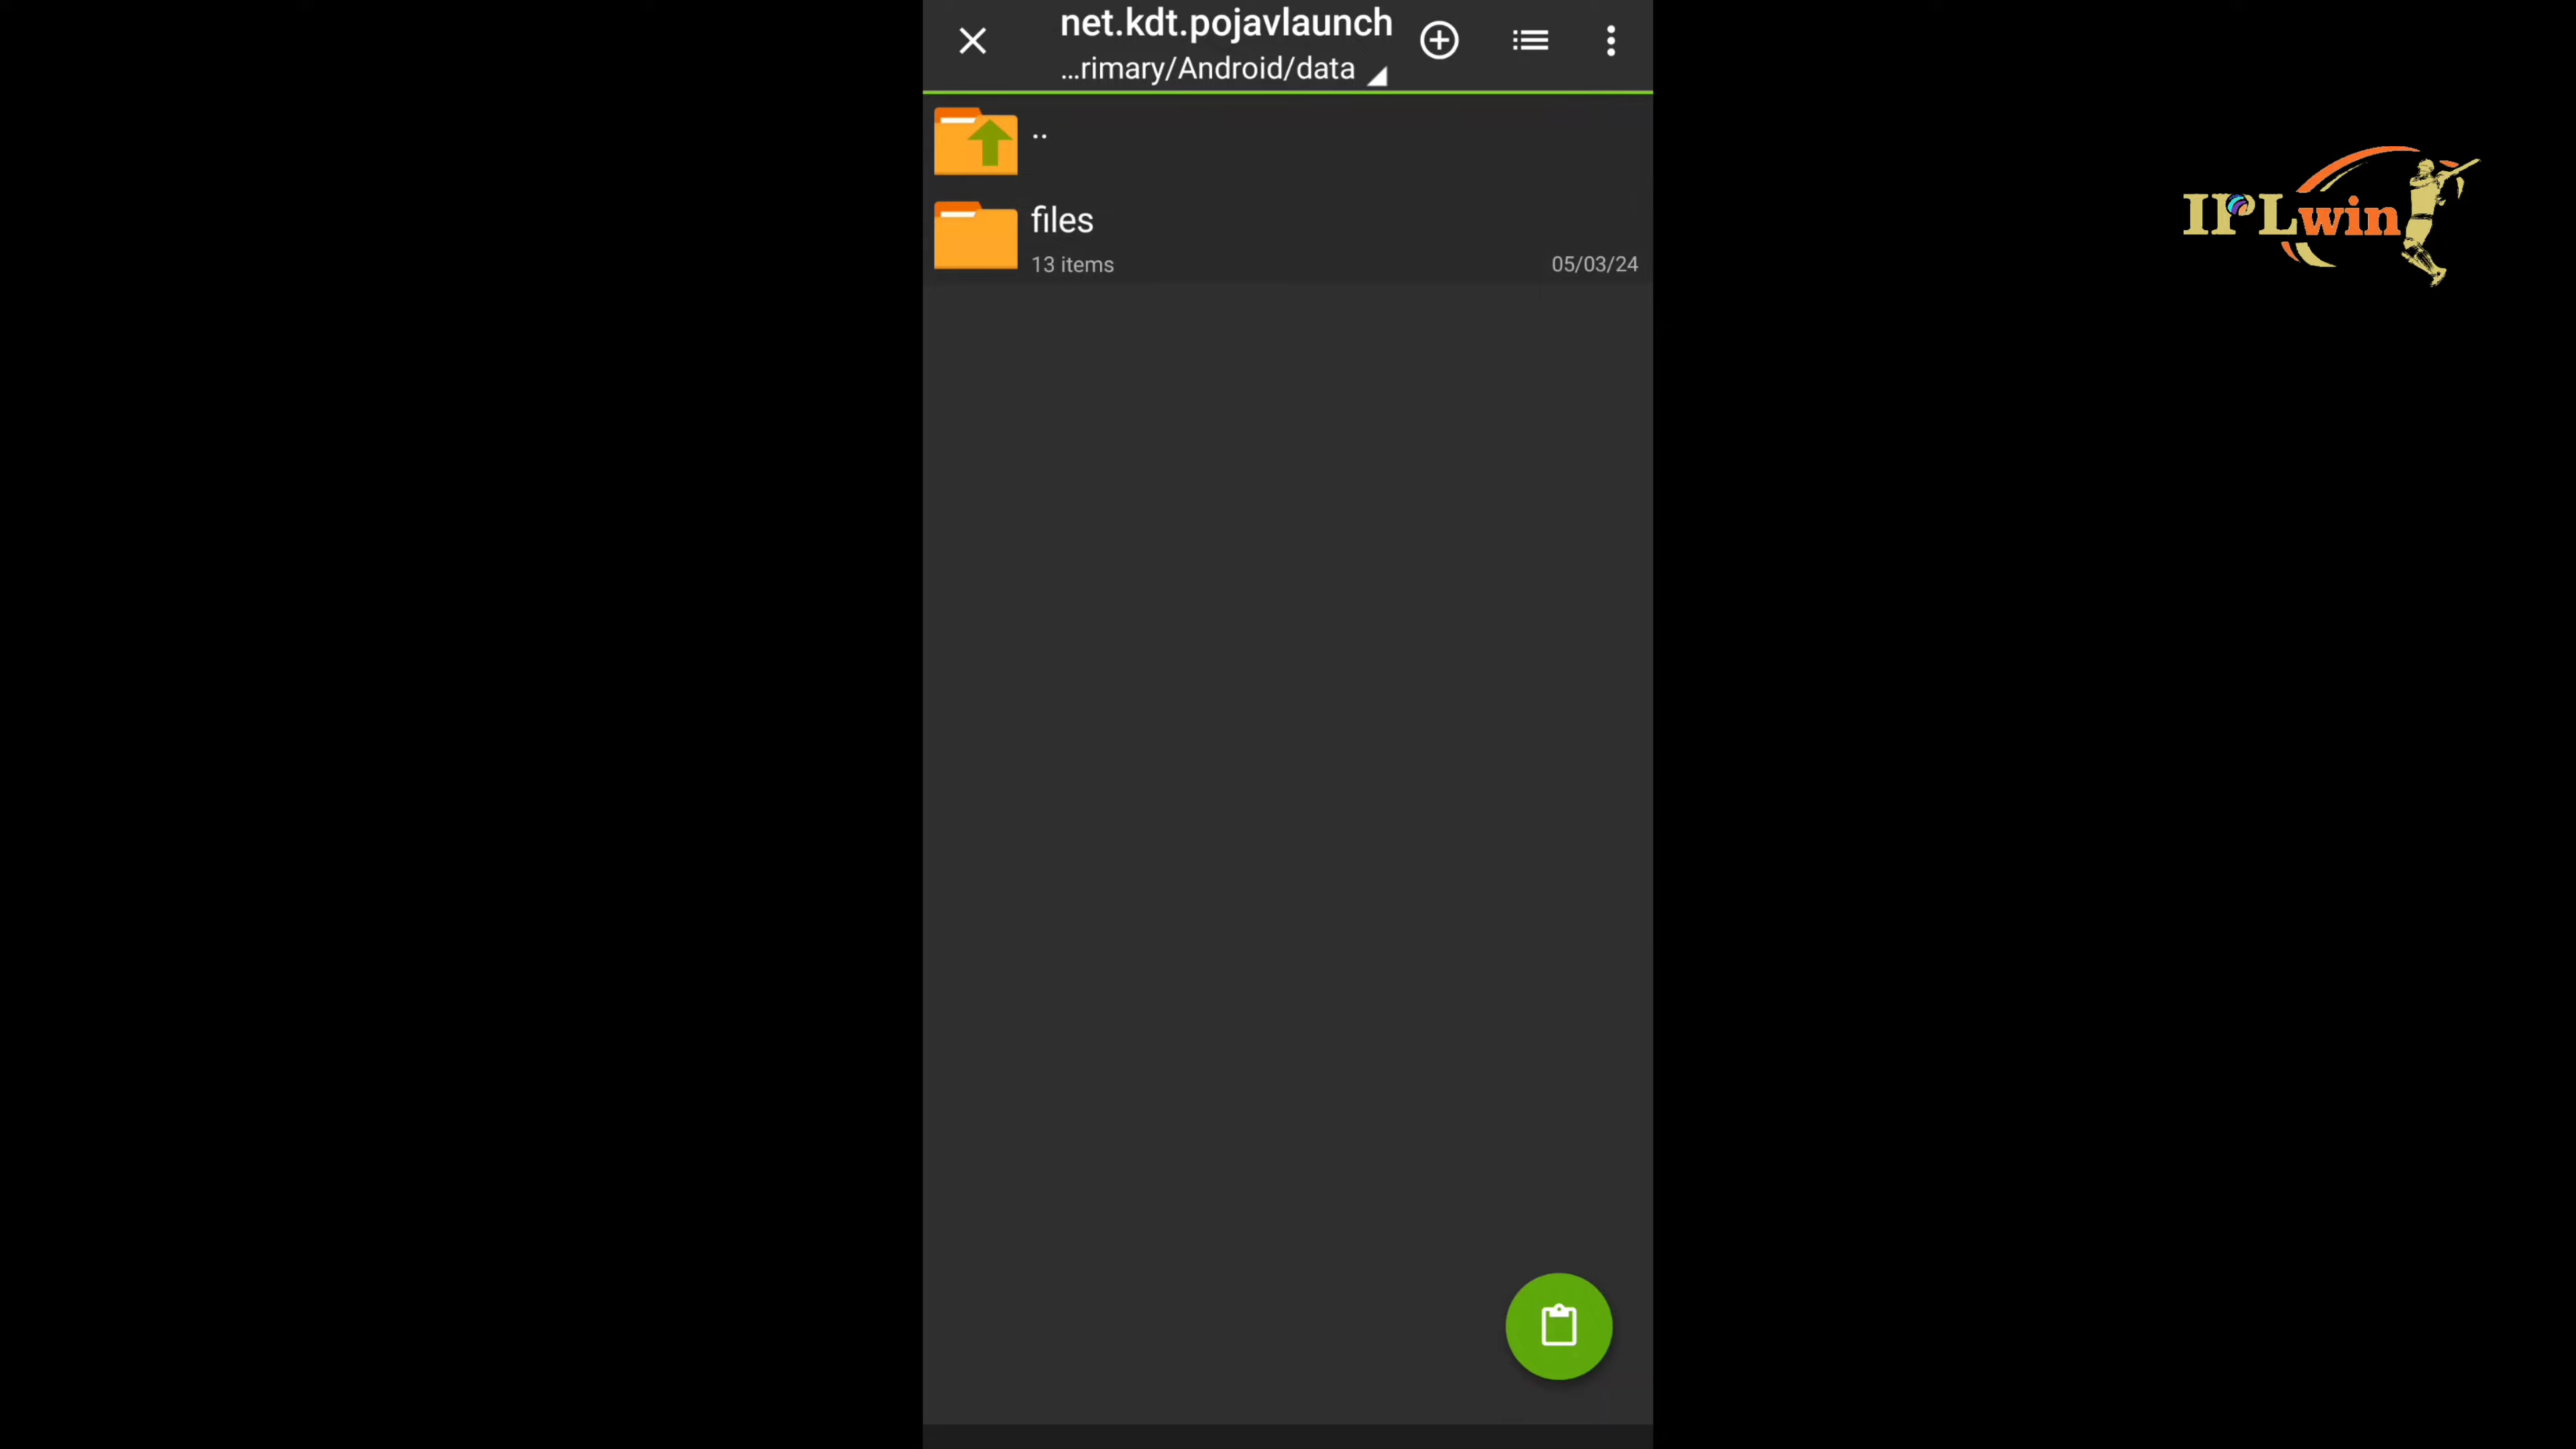 net.kdt.pojavlaunch
...rimary/Android/data
..
files
13 items
05/03/24
IPLwin